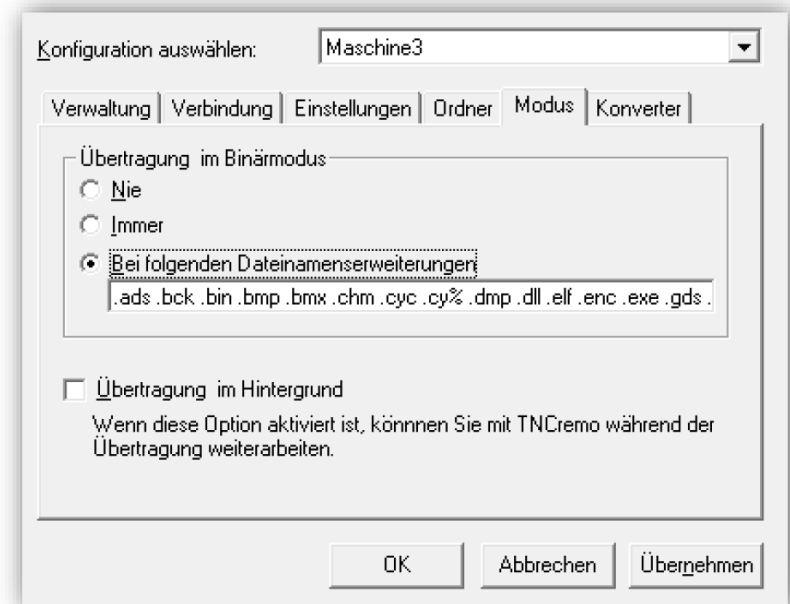 Konfiguration auswählen: Maschine3
Verwaltung Verbindung Einstellungen Ordner Modus Konverter
Übertragung im Binärmodus
Nie
Immer
Bei folgenden Dateinamenserweiterungen
.ads .bck .bin .bmp .bmx .chm .cyc .cy% .dmp .dll .elf .enc .exe .gds .
Übertragung im Hintergrund
Wenn diese Option aktiviert ist, könnnen Sie mit TNCremo während der
Übertragung weiterarbeiten.
OK Abbrechen Übernehmen